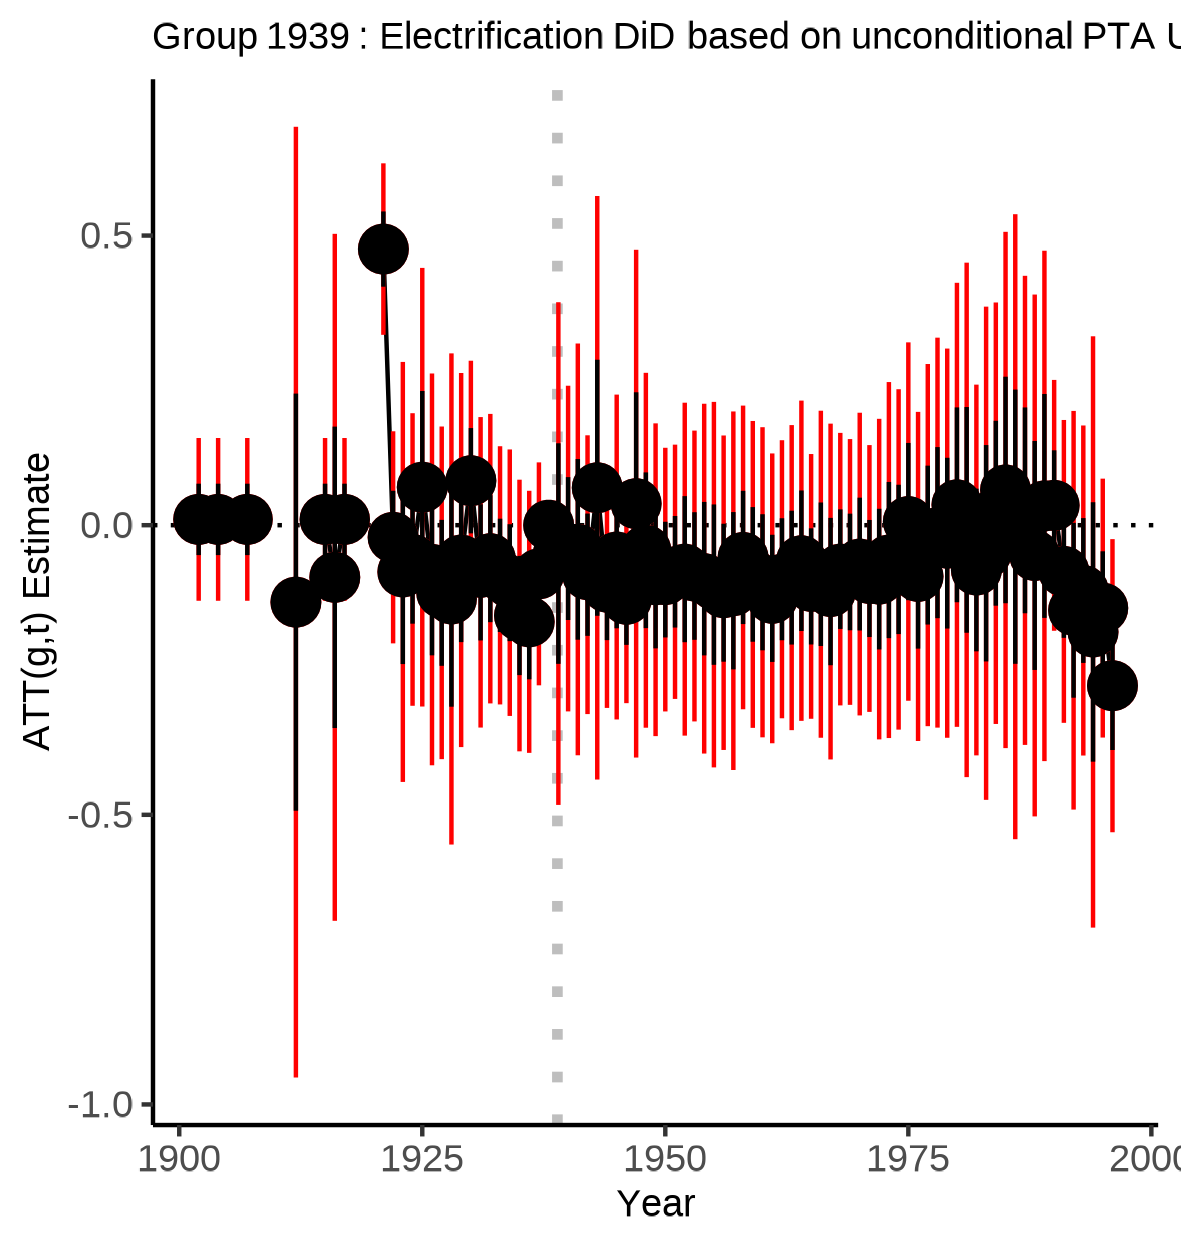 Group 1939 : Electrification DiD based on unconditional PTA
ATT(g,t) Estimate
0.5
0.0
-0.5
-1.0
1900 1925 1950 1975
Year